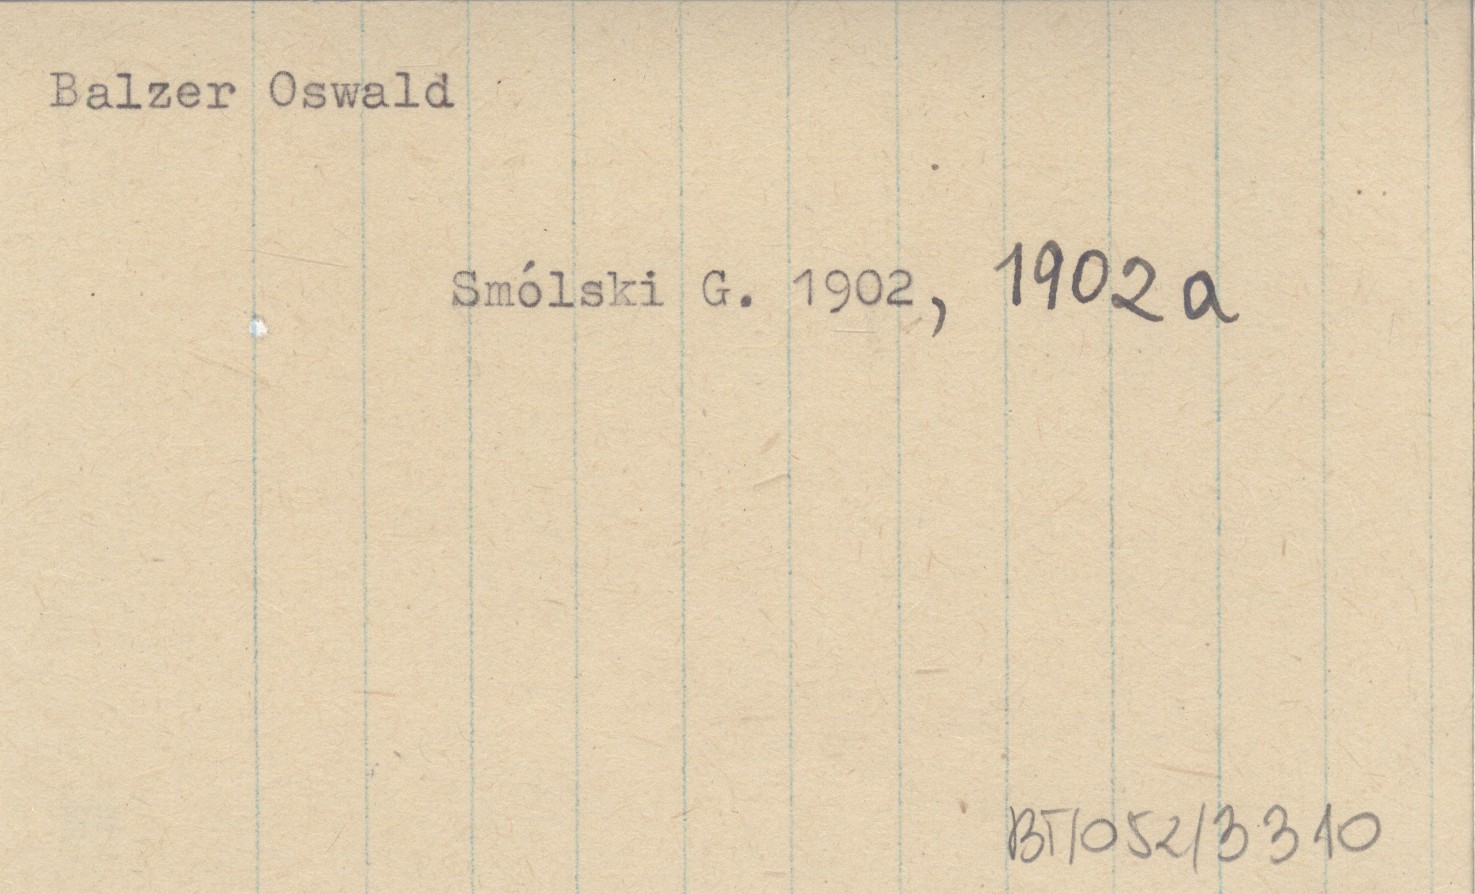 Balzer Oswald
Smólski G. 1902, 1902a
BT/052/3310